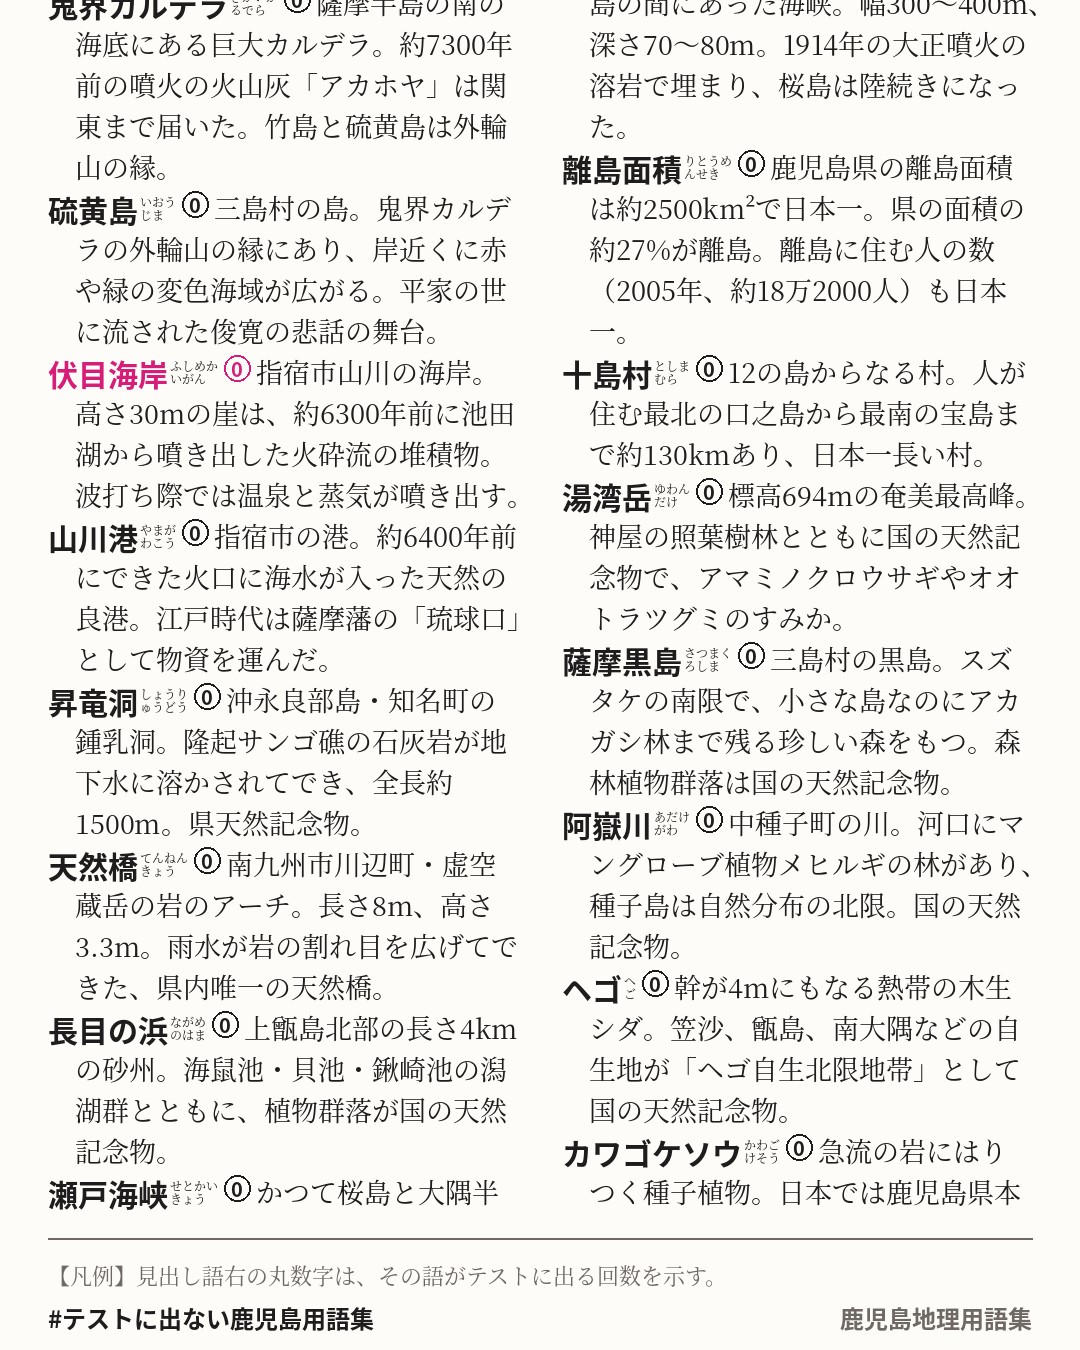 鬼界カルデラ るでら 0 薩摩半島の南の
海底にある巨大カルデラ。約7300年
前の噴火の火山灰「アカホヤ」は関
東まで届いた。竹島と硫黄島は外輪
山の縁。
硫黄島 いおうじま 0 三島村の島。鬼界カルデ
ラの外輪山の縁にあり、岸近くに赤
や緑の変色海域が広がる。平家の世
に流された俊寛の悲話の舞台。
伏目海岸 ふしめかいがん 0 指宿市山川の海岸。
高さ30mの崖は、約6300年前に池田
湖から噴き出した火砕流の堆積物。
波打ち際では温泉と蒸気が噴き出す。
山川港 やまがわこう 0 指宿市の港。約6400年前
にできた火口に海水が入った天然の
良港。江戸時代は薩摩藩の「琉球口」
として物資を運んだ。
昇竜洞 しょうりゅうどう 0 沖永良部島・知名町の
鍾乳洞。隆起サンゴ礁の石灰岩が地
下水に溶かされてでき、全長約
1500m。県天然記念物。
天然橋 てんねんきょう 0 南九州市川辺町・虚空
蔵岳の岩のアーチ。長さ8m、高さ
3.3m。雨水が岩の割れ目を広げてで
きた、県内唯一の天然橋。
長目の浜 ながめのはま 0 上甑島北部の長さ4km
の砂州。海鼠池・貝池・鍬崎池の潟
湖群とともに、植物群落が国の天然
記念物。
瀬戸海峡 せとかいきょう 0 かつて桜島と大隅半
島の間にあった海峡。幅300〜400m、
深さ70〜80m。1914年の大正噴火の
溶岩で埋まり、桜島は陸続きになっ
た。
離島面積 りとうめんせき 0 鹿児島県の離島面積
は約2500km²で日本一。県の面積の
約27%が離島。離島に住む人の数
（2005年、約18万2000人）も日本
一。
十島村 としまむら 0 12の島からなる村。人が
住む最北の口之島から最南の宝島ま
で約130kmあり、日本一長い村。
湯湾岳 ゆわんだけ 0 標高694mの奄美最高峰。
神屋の照葉樹林とともに国の天然記
念物で、アマミノクロウサギやオオ
トラツグミのすみか。
薩摩黒島 さつまくろしま 0 三島村の黒島。スズ
タケの南限で、小さな島なのにアカ
ガシ林まで残る珍しい森をもつ。森
林植物群落は国の天然記念物。
阿嶽川 あだけがわ 0 中種子町の川。河口にマ
ングローブ植物メヒルギの林があり、
種子島は自然分布の北限。国の天然
記念物。
ヘゴ へご 0 幹が4mにもなる熱帯の木生
シダ。笠沙、甑島、南大隅などの自
生地が「ヘゴ自生北限地帯」として
国の天然記念物。
カワゴケソウ かわごけそう 0 急流の岩にはり
つく種子植物。日本では鹿児島県本
【凡例】見出し語右の丸数字は、その語がテストに出る回数を示す。
#テストに出ない鹿児島用語集
鹿児島地理用語集